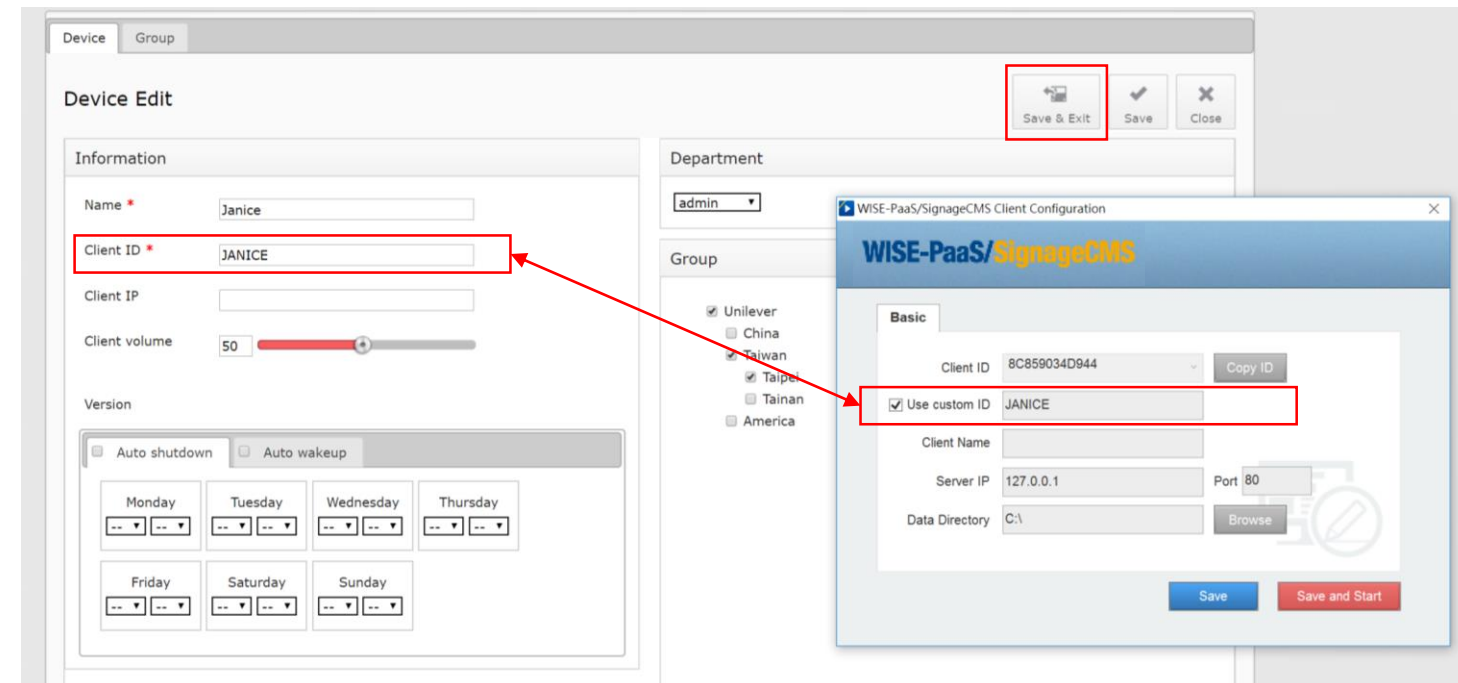 Device Group
Device Edit
Save & Exit
Save
Close
Information
Name *
Janice
Client ID *
JANICE
Client IP
Client volume
50
Version
Auto shutdown
Auto wakeup
Monday Tuesday Wednesday Thursday
-- -- -- -- -- -- -- --
Friday Saturday Sunday
-- -- -- -- -- --
Department
admin
Group
Unilever
China
Taiwan
Taipei
Tainan
America
WISE-PaaS/SignageCMS Client Configuration
WISE-PaaS/SignageCMS
Basic
Client ID 8C859034D944 Copy ID
Use custom ID JANICE
Client Name
Server IP 127.0.0.1 Port 80
Data Directory C:\ Browse
Save Save and Start